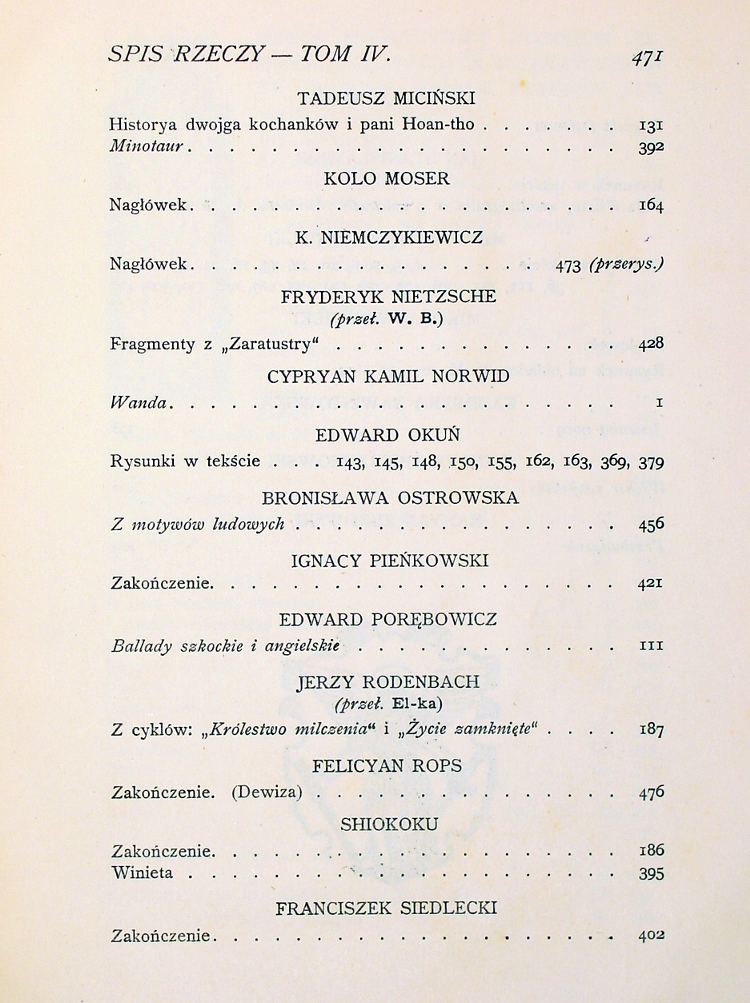 SPIS RZECZY — TOM IV. 471
TADEUSZ MICIŃSKI
Historya dwojga kochanków i pani Hoan-tho . . . . . . . 131
Minotaur . . . . . . . . . . . . . . . . . . . . . 392
KOLO MOSER
Nagłówek . . . . . . . . . . . . . . . . . . . . . 164
K. NIEMCZYKIEWICZ
Nagłówek . . . . . . . . . . . . . . . . . 473 (przerys.)
FRYDERYK NIETZSCHE
(przeł. W. B.)
Fragmenty z „Zaratustry“ . . . . . . . . . . . . . . 428
CYPRYAN KAMIL NORWID
Wanda . . . . . . . . . . . . . . . . . . . . . . 1
EDWARD OKUŃ
Rysunki w tekście . . . 143, 145, 148, 150, 155, 162, 163, 369, 379
BRONISŁAWA OSTROWSKA
Z motywów ludowych . . . . . . . . . . . . . . . . 456
IGNACY PIEŃKOWSKI
Zakończenie . . . . . . . . . . . . . . . . . . . . 421
EDWARD PORĘBOWICZ
Ballady szkockie i angielskie . . . . . . . . . . . . . 111
JERZY RODENBACH
(przeł. El-ka)
Z cyklów: „Królestwo milczenia“ i „Życie zamknięte“ . . . . 187
FELICYAN ROPS
Zakończenie. (Dewiza) . . . . . . . . . . . . . . . 476
SHIOKOKU
Zakończenie . . . . . . . . . . . . . . . . . . . . 186
Winieta . . . . . . . . . . . . . . . . . . . . . 395
FRANCISZEK SIEDLECKI
Zakończenie . . . . . . . . . . . . . . . . . . . . 402